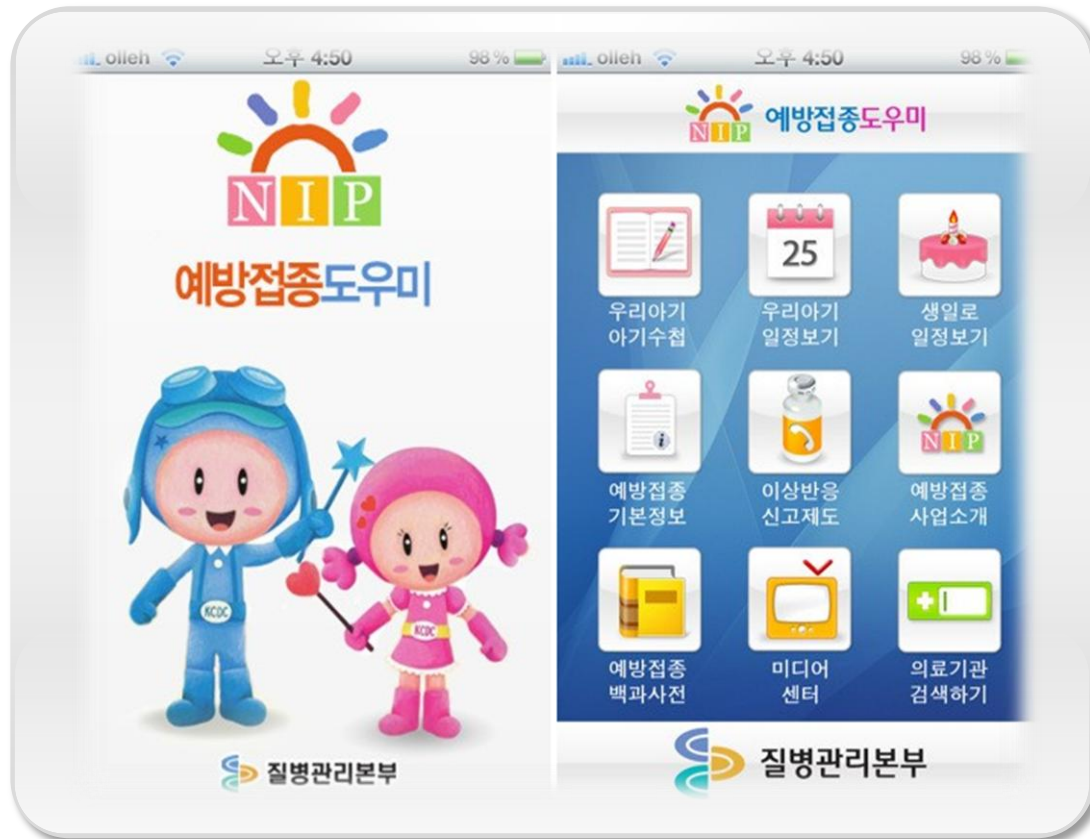 olleh 오후 4:50 98 %
NIP
예방접종도우미
KCDC
KCDC
질병관리본부
olleh 오후 4:50 98 %
NIP 예방접종도우미
25
우리아기
아기수첩
우리아기
일정보기
생일로
일정보기
예방접종
기본정보
이상반응
신고제도
NIP
예방접종
사업소개
예방접종
백과사전
미디어
센터
의료기관
검색하기
질병관리본부